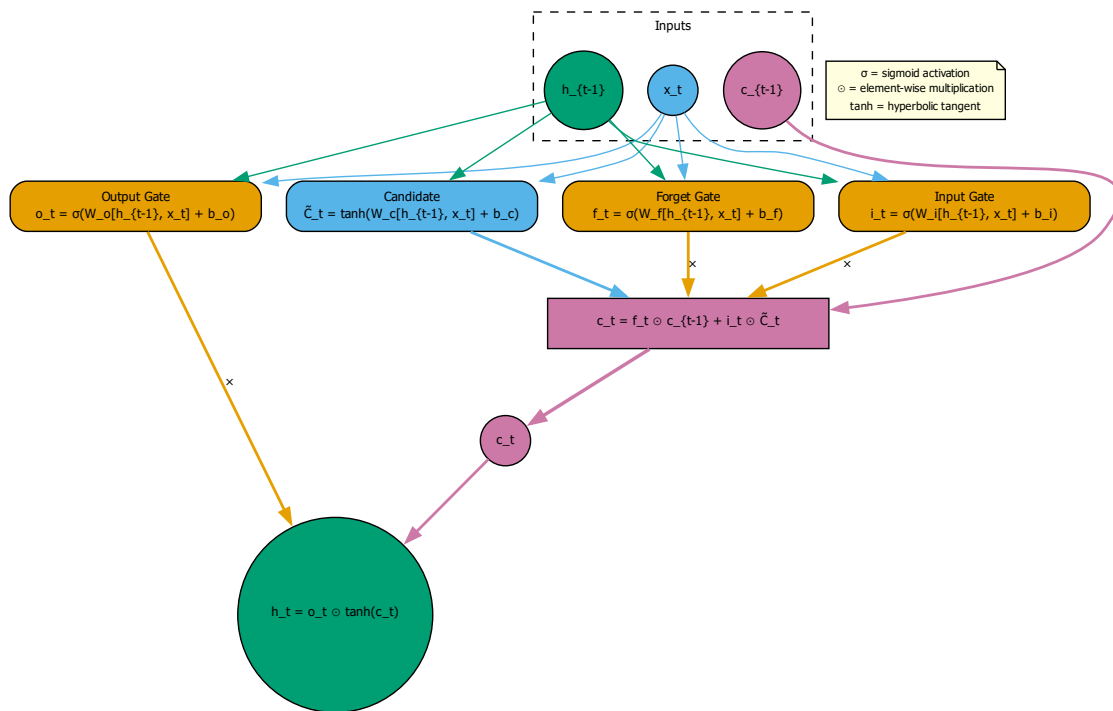 Inputs
h_{t-1}
x_t
c_{t-1}
σ = sigmoid activation
⊙ = element-wise multiplication
tanh = hyperbolic tangent
Output Gate
o_t = σ(W_o[h_{t-1}, x_t] + b_o)
Candidate
C̃_t = tanh(W_c[h_{t-1}, x_t] + b_c)
Forget Gate
f_t = σ(W_f[h_{t-1}, x_t] + b_f)
Input Gate
i_t = σ(W_i[h_{t-1}, x_t] + b_i)
×
×
c_t = f_t ⊙ c_{t-1} + i_t ⊙ C̃_t
×
c_t
h_t = o_t ⊙ tanh(c_t)